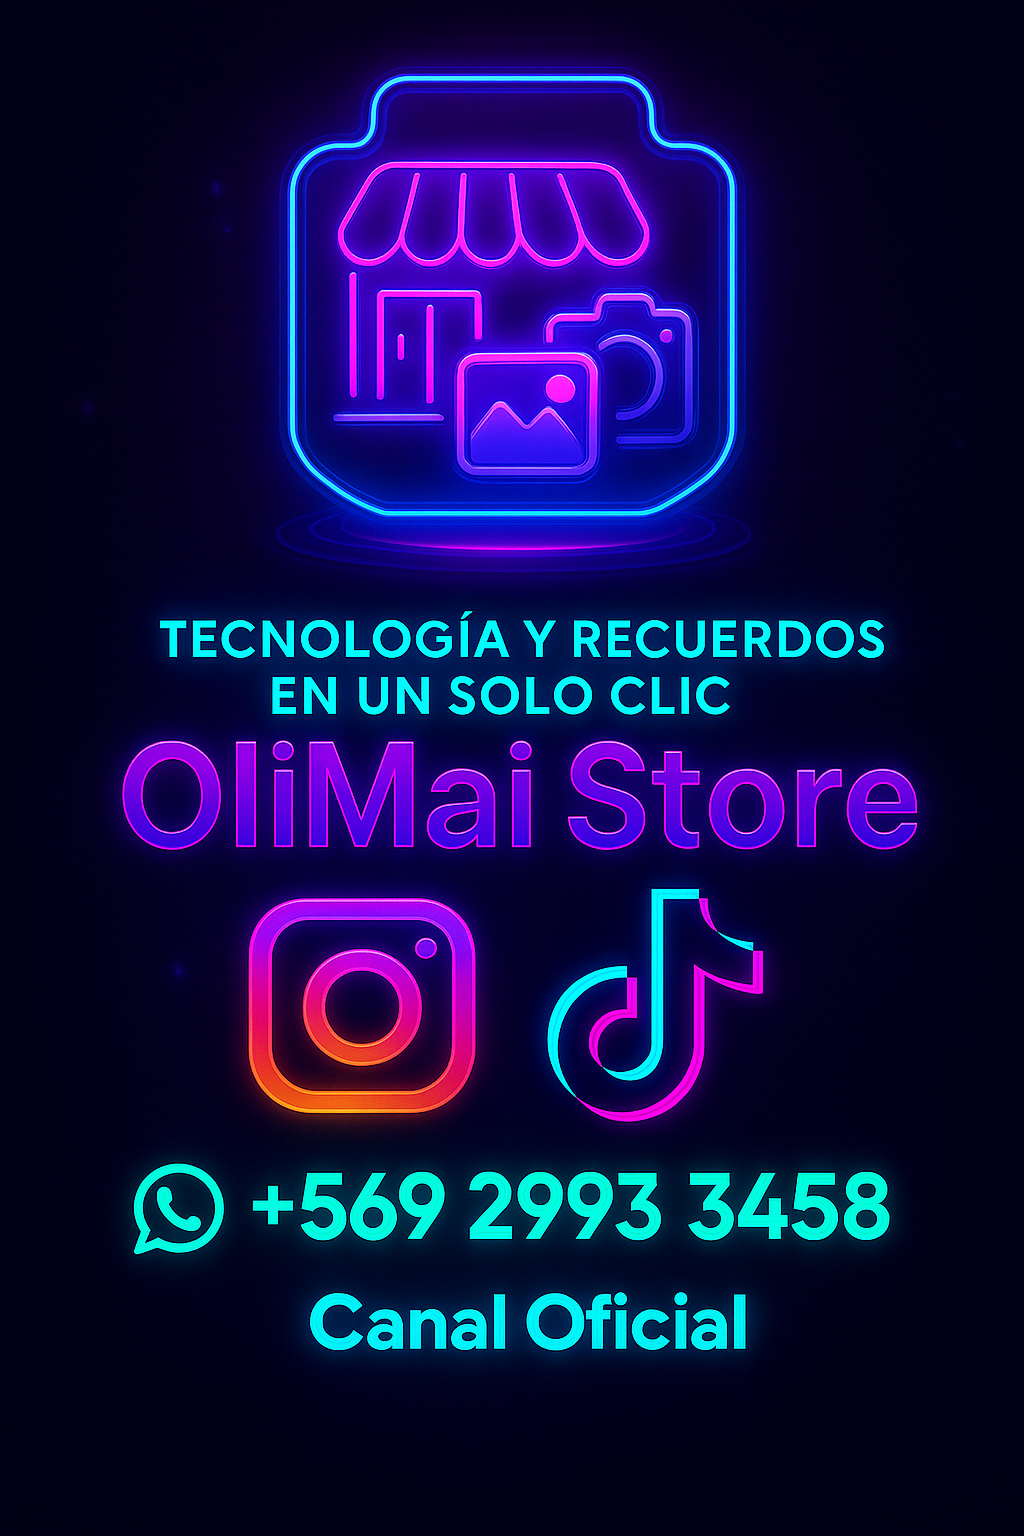 TECNOLOGÍA Y RECUERDOS
EN UN SOLO CLIC
OliMai Store
+569 2993 3458
Canal Oficial